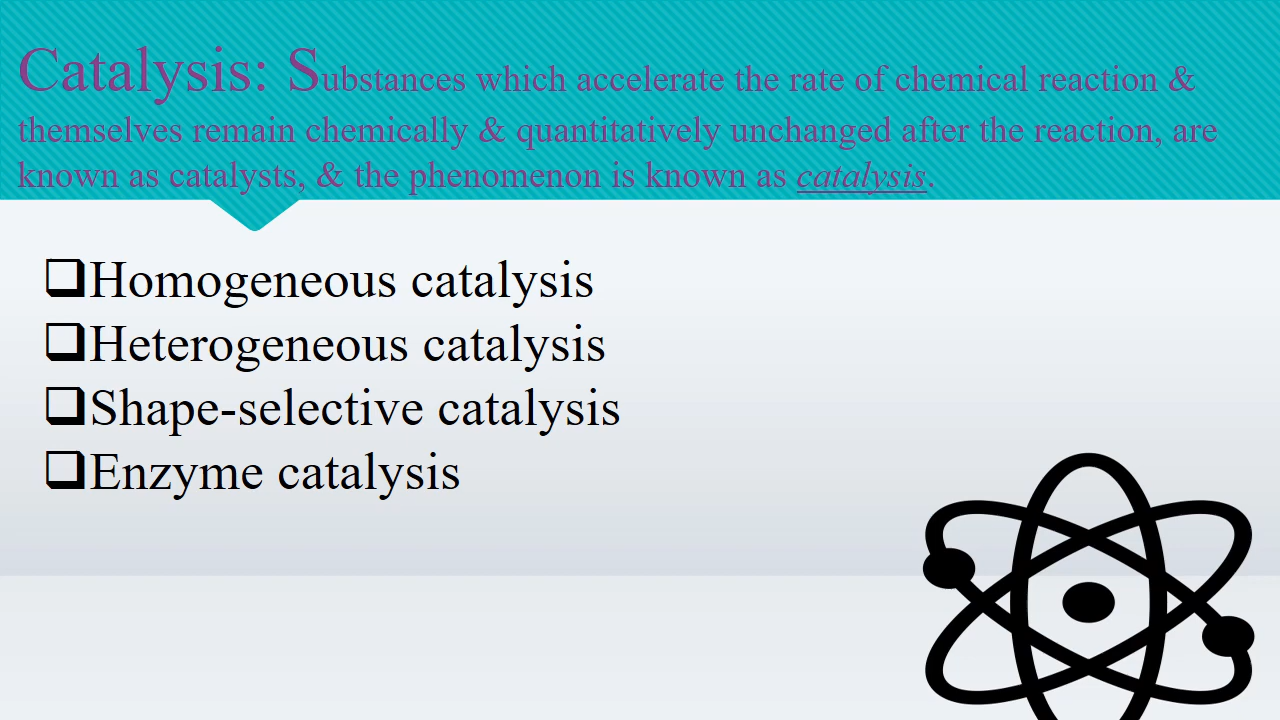 Catalysis: Substances which accelerate the rate of chemical reaction &
themselves remain chemically & quantitatively unchanged after the reaction, are
known as catalysts, & the phenomenon is known as catalysis.
❑Homogeneous catalysis
❑Heterogeneous catalysis
❑Shape-selective catalysis
❑Enzyme catalysis